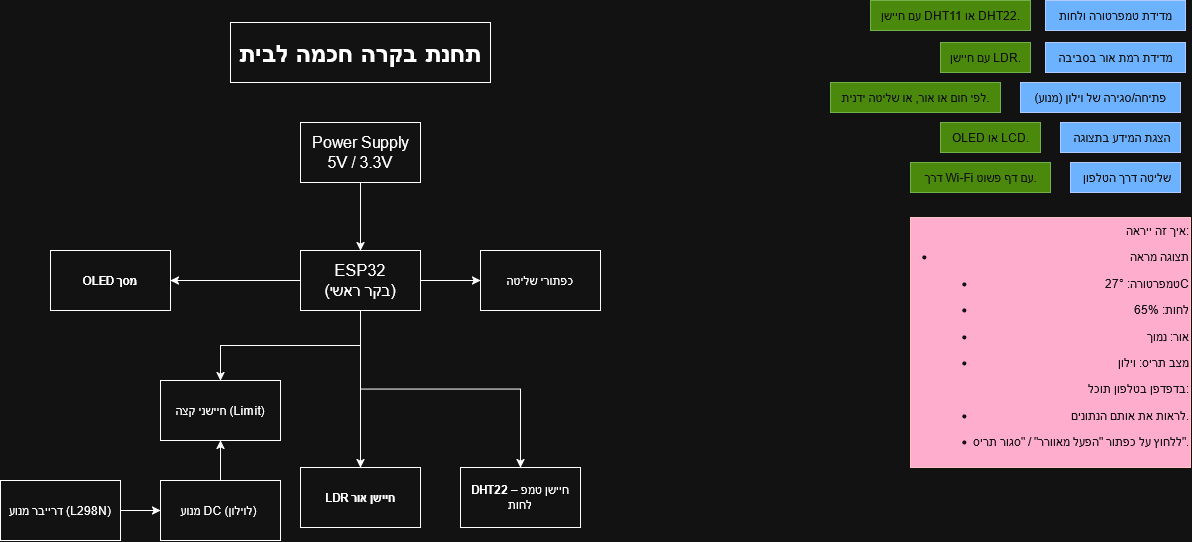 תחנת בקרה חכמה לבית
Power Supply
5V / 3.3V
ESP32
(בקר ראשי)
מסך OLED
כפתורי שליטה
חיישני קצה (Limit)
דרייבר מנוע (L298N)
מנוע DC (לוילון)
חיישן אור LDR
חיישן טמפ – DHT22
לחות
מדידת טמפרטורה ולחות
עם חיישן DHT11 או DHT22.
מדידת רמת אור בסביבה
עם חיישן LDR.
פתיחה/סגירה של וילון (מנוע)
לפי חום או אור, או שליטה ידנית.
הצגת המידע בתצוגה
OLED או LCD.
שליטה דרך הטלפון
דרך Wi-Fi עם דף פשוט.
איך זה ייראה:
תצוגה מראה
טמפרטורה: 27°C
לחות: 65%
אור: נמוך
מצב תריס: וילון
בדפדפן בטלפון תוכל:
לראות את אותם הנתונים.
ללחוץ על כפתור "הפעל מאוורר" / "סגור תריס".